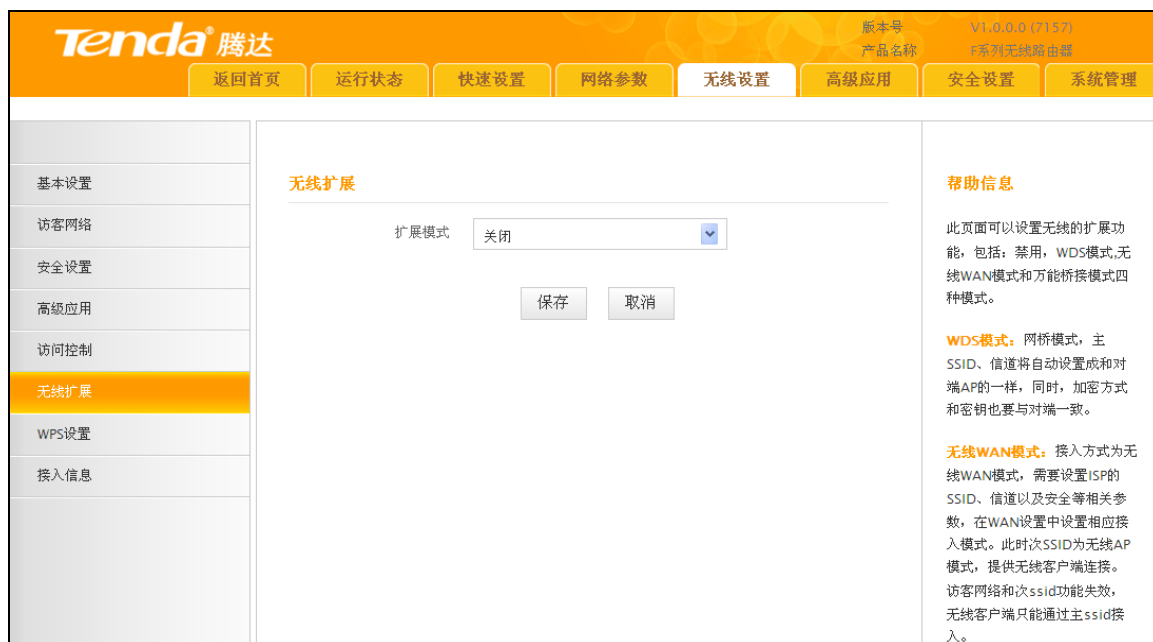 Tenda®腾达
版本号 V1.0.0.0 (7157)
产品名称 F系列无线路由器
返回首页 运行状态 快速设置 网络参数 无线设置 高级应用 安全设置 系统管理
基本设置
访客网络
安全设置
高级应用
访问控制
无线扩展
WPS设置
接入信息
无线扩展
扩展模式 关闭
保存 取消
帮助信息
此页面可以设置无线的扩展功
能，包括：禁用，WDS模式,无
线WAN模式和万能桥接模式四
种模式。
WDS模式：网桥模式，主
SSID、信道将自动设置成和对
端AP的一样，同时，加密方式
和密钥也要与对端一致。
无线WAN模式：接入方式为无
线WAN模式，需要设置ISP的
SSID、信道以及安全等相关参
数，在WAN设置中设置相应接
入模式。此时次SSID为无线AP
模式，提供无线客户端连接。
访客网络和次ssid功能失效，
无线客户端只能通过主ssid接
入。